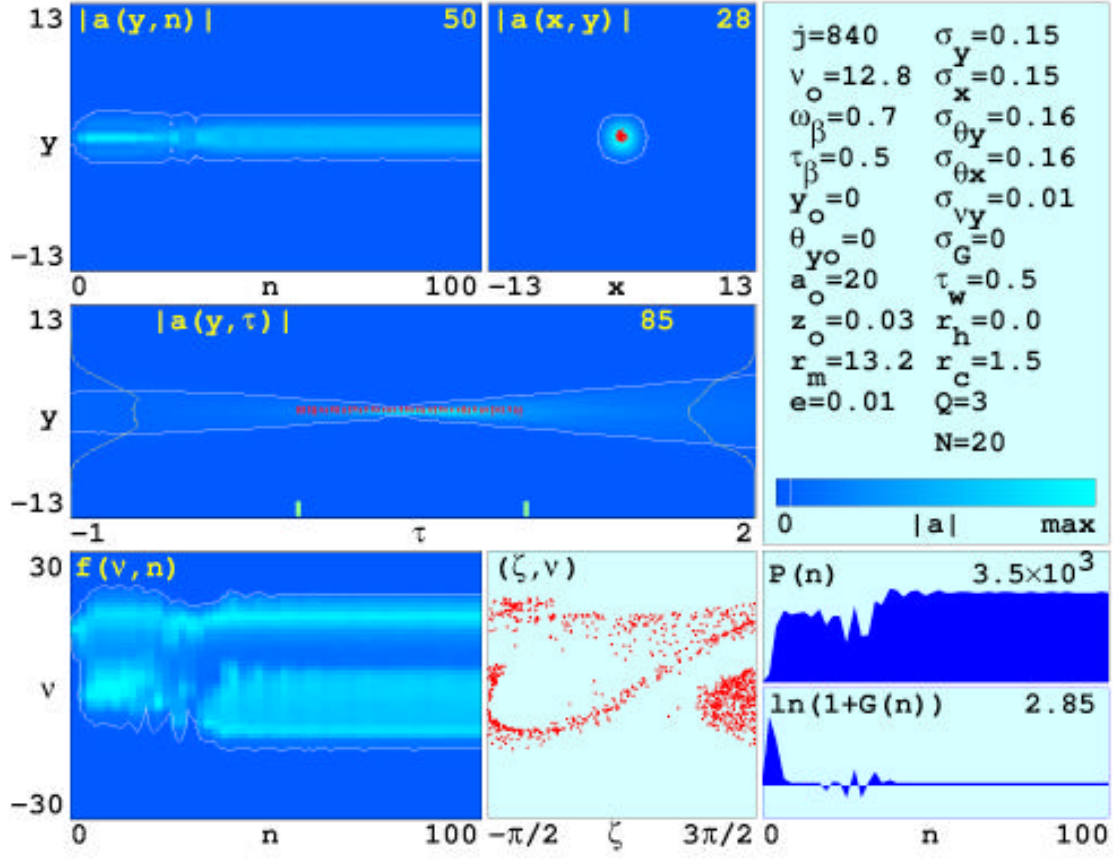 13 |a(y,n)| 50
y
-13
0 n 100
|a(x,y)| 28
-13 x 13
j=840 σy=0.15
νo=12.8 σx=0.15
ωβ=0.7 σθy=0.16
τβ=0.5 σθx=0.16
yo=0 σνy=0.01
θyo=0 σG=0
ao=20 τw=0.5
zo=0.03 rh=0.0
rm=13.2 rc=1.5
e=0.01 Q=3
N=20
0 |a| max
13 |a(y,τ)| 85
y
-13
-1 τ 2
30 f(ν,n)
ν
-30
0 n 100
(ζ,ν)
-π/2 ζ 3π/2
P(n) 3.5×10³
ln(1+G(n)) 2.85
0 n 100